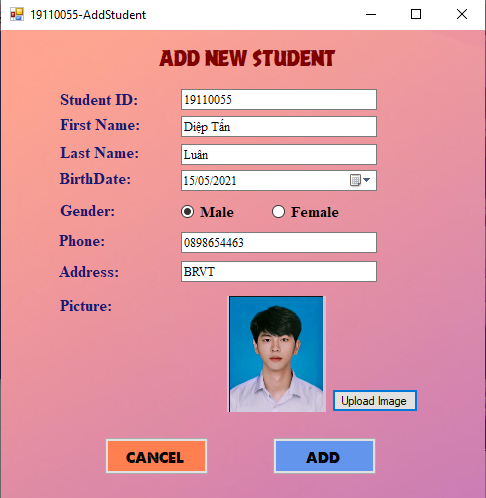 19110055-AddStudent
ADD NEW STUDENT
Student ID: 19110055
First Name: Diệp Tấn
Last Name: Luân
BirthDate: 15/05/2021
Gender: Male Female
Phone: 0898654463
Address: BRVT
Picture:
Upload Image
CANCEL ADD